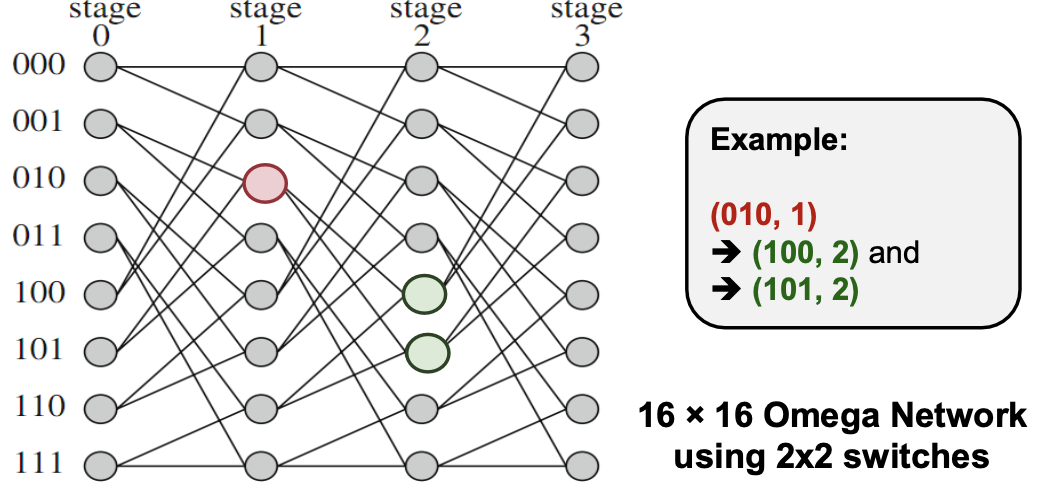 stage stage stage stage
0 1 2 3
000
001
010
011
100
101
110
111
Example:
(010, 1)
➔ (100, 2) and
➔ (101, 2)
16 × 16 Omega Network
using 2x2 switches